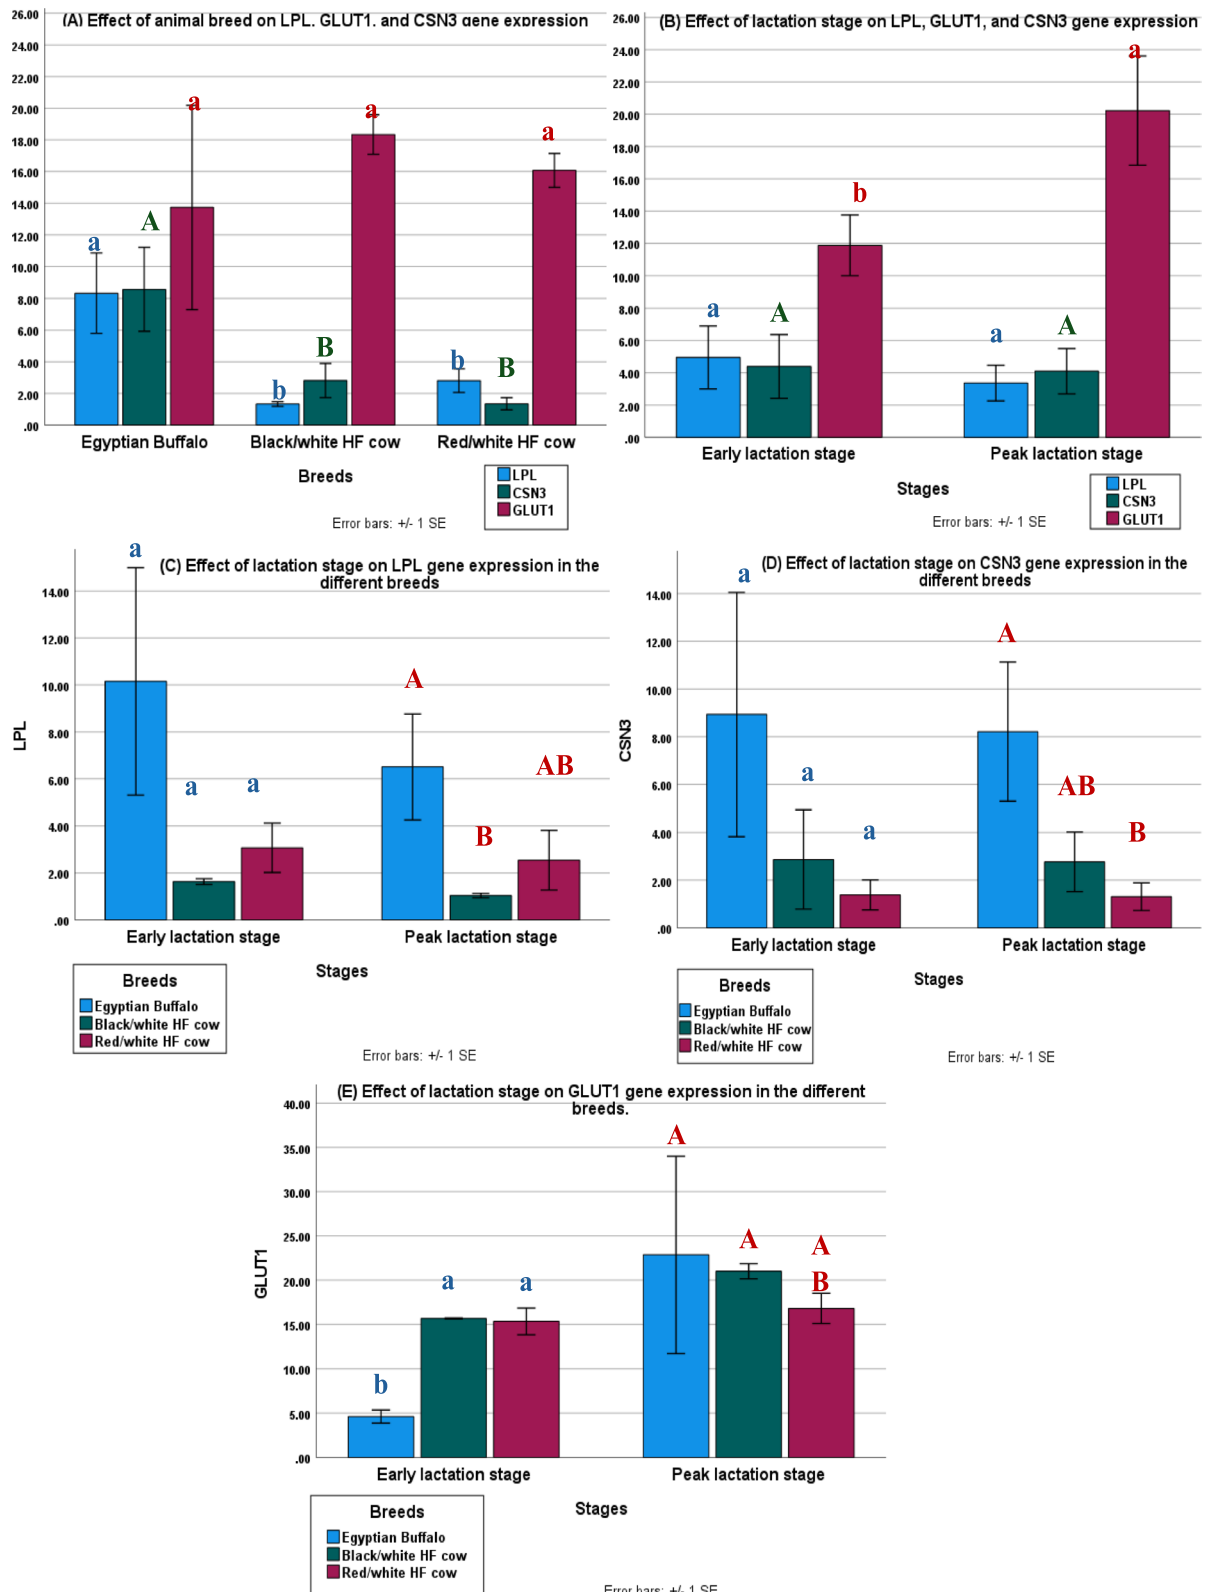 (A) Effect of animal breed on LPL, GLUT1, and CSN3 gene expression
26.00
24.00
22.00
20.00
18.00
16.00
14.00
12.00
10.00
8.00
6.00
4.00
2.00
.00
a
A
a
b
B
a
b
B
a
Egyptian Buffalo
Black/white HF cow
Red/white HF cow
Breeds
LPL
CSN3
GLUT1
Error bars: +/- 1 SE
(B) Effect of lactation stage on LPL, GLUT1, and CSN3 gene expression
26.00
24.00
22.00
20.00
18.00
16.00
14.00
12.00
10.00
8.00
6.00
4.00
2.00
.00
a
A
b
a
A
a
Early lactation stage
Peak lactation stage
Stages
LPL
CSN3
GLUT1
Error bars: +/- 1 SE
(C) Effect of lactation stage on LPL gene expression in the
different breeds
LPL
14.00
12.00
10.00
8.00
6.00
4.00
2.00
.00
a
a
a
A
B
AB
Early lactation stage
Peak lactation stage
Stages
Breeds
Egyptian Buffalo
Black/white HF cow
Red/white HF cow
Error bars: +/- 1 SE
(D) Effect of lactation stage on CSN3 gene expression in the
different breeds
CSN3
14.00
12.00
10.00
8.00
6.00
4.00
2.00
.00
a
a
a
A
AB
B
Early lactation stage
Peak lactation stage
Stages
Breeds
Egyptian Buffalo
Black/white HF cow
Red/white HF cow
Error bars: +/- 1 SE
(E) Effect of lactation stage on GLUT1 gene expression in the different
breeds.
GLUT1
40.00
35.00
30.00
25.00
20.00
15.00
10.00
5.00
.00
b
a
a
A
A
A
B
Early lactation stage
Peak lactation stage
Stages
Breeds
Egyptian Buffalo
Black/white HF cow
Red/white HF cow
Error bars: +/- 1 SE